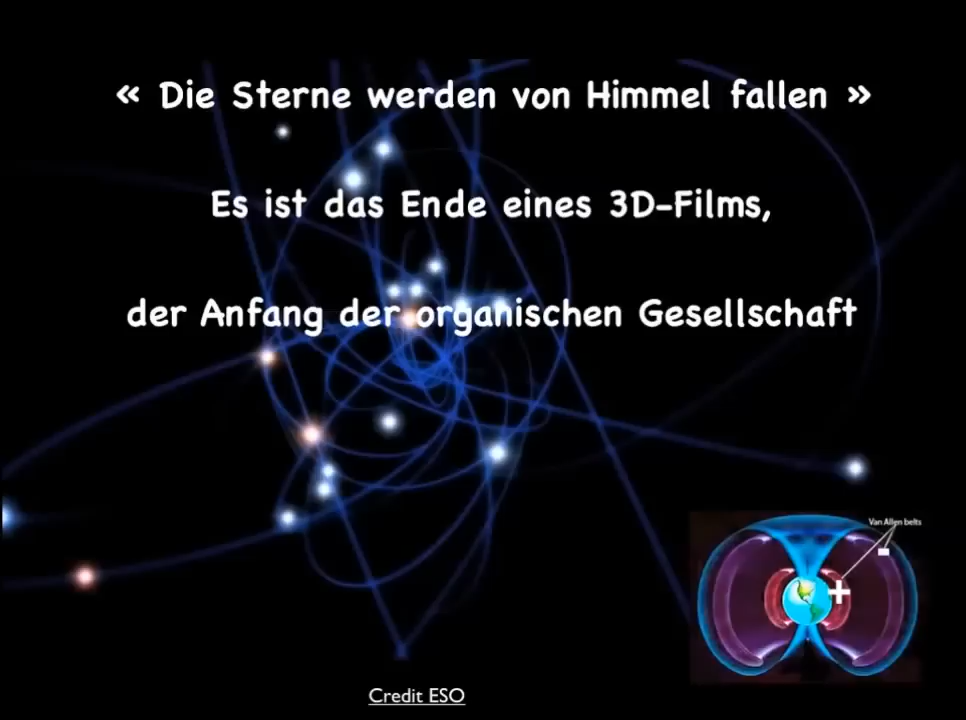 « Die Sterne werden von Himmel fallen »
Es ist das Ende eines 3D-Films,
der Anfang der organischen Gesellschaft
Van Allen belts
- +
Credit ESO